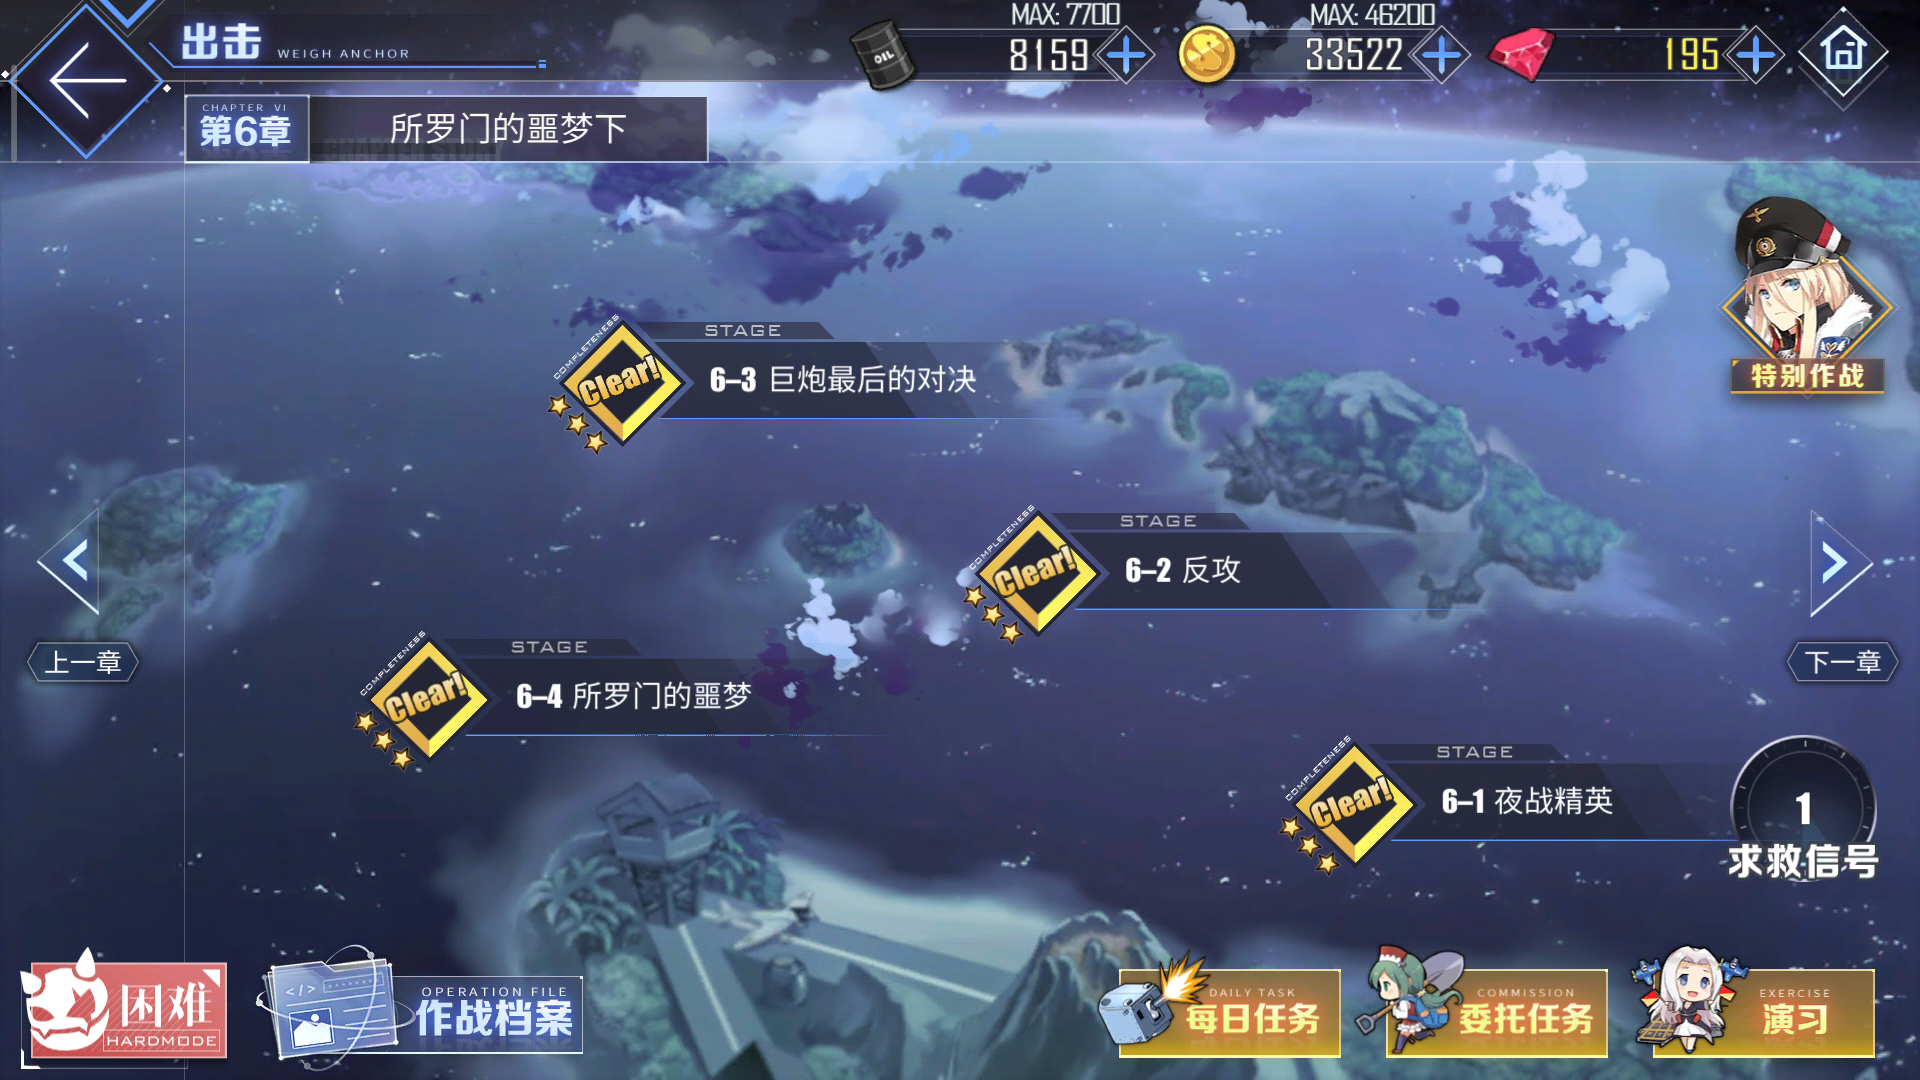 出击 WEIGH ANCHOR
MAX: 7700
8159
MAX: 46200
33522
195
OIL
CHAPTER VI
第6章
所罗门的噩梦下
特别作战
COMPLETENESS
STAGE
Clear!
6-3 巨炮最后的对决
COMPLETENESS
STAGE
Clear!
6-2 反攻
COMPLETENESS
STAGE
Clear!
6-4 所罗门的噩梦
COMPLETENESS
STAGE
Clear!
6-1 夜战精英
上一章
下一章
1
求救信号
困难
HARDMODE
</>
OPERATION FILE
作战档案
DAILY TASK
每日任务
COMMISSION
委托任务
EXERCISE
演习